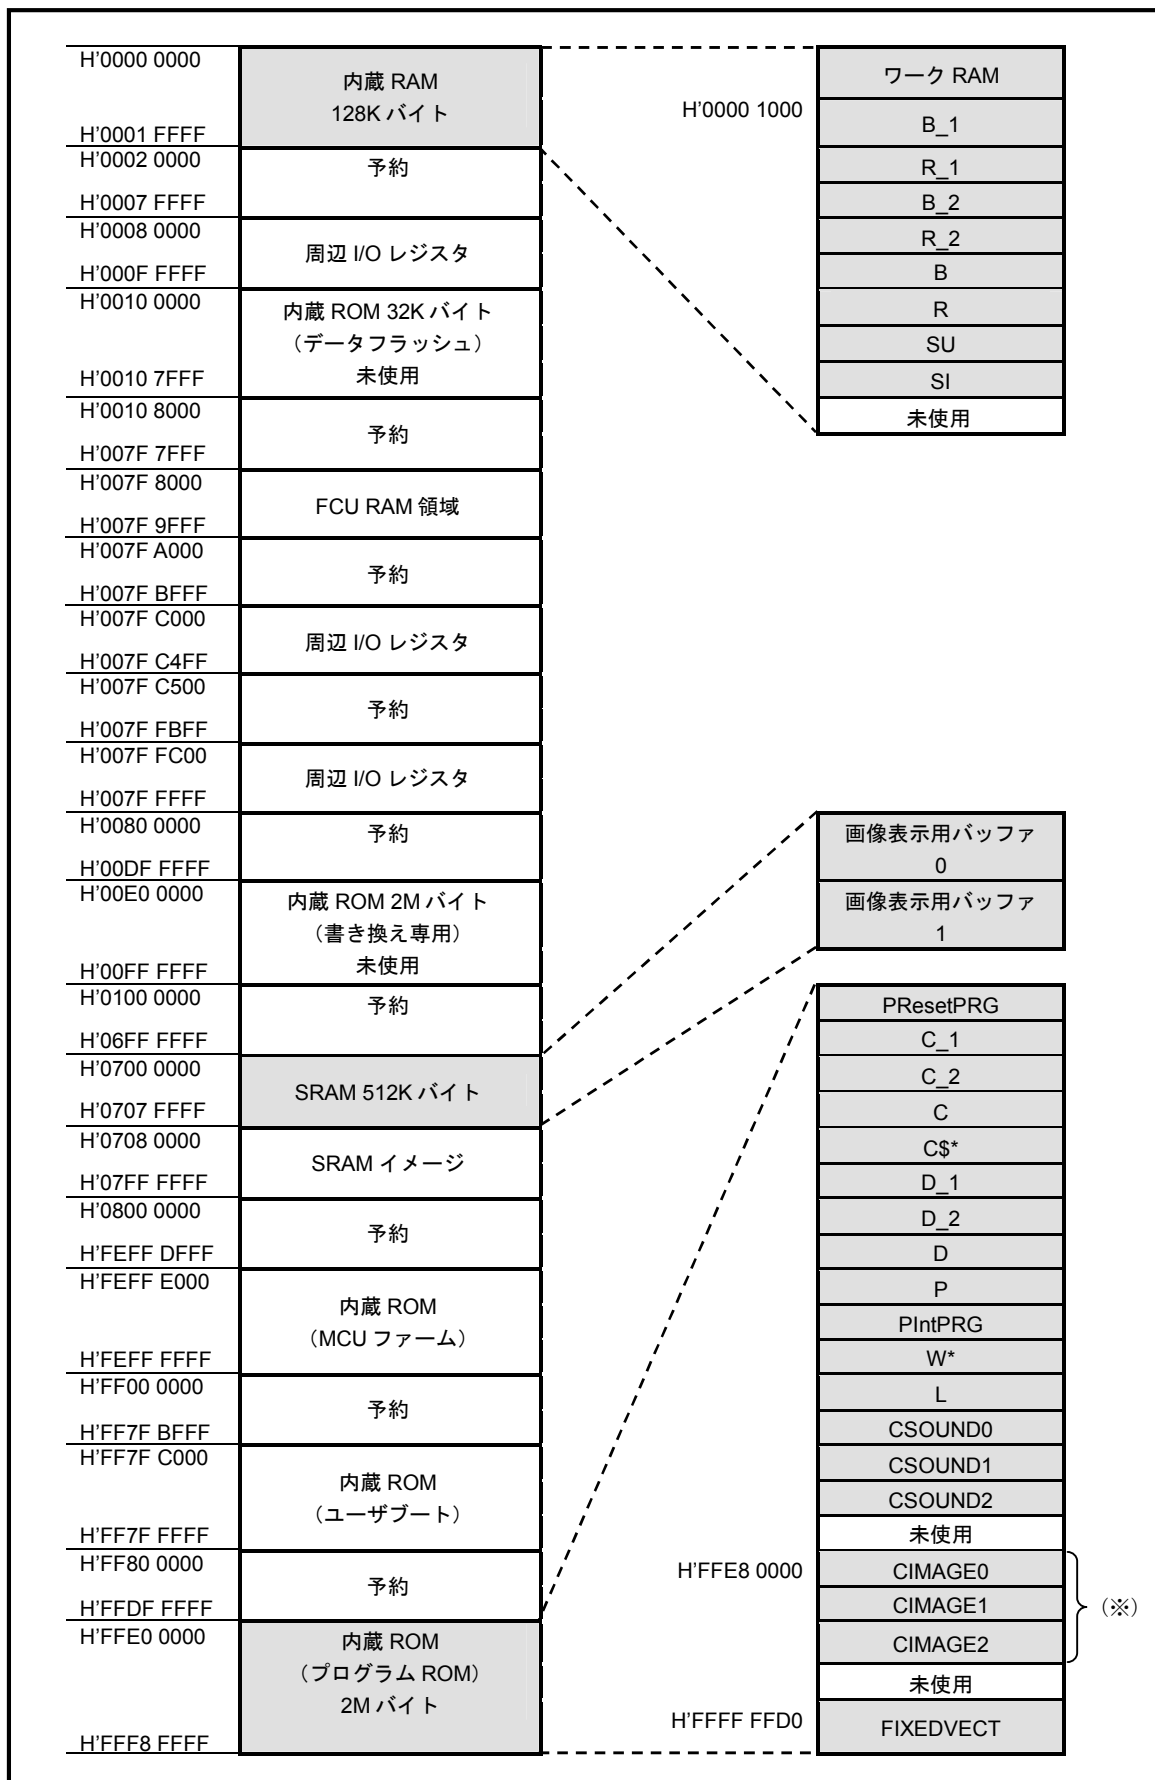 H'0000 0000
内蔵 RAM
128K バイト
H'0001 FFFF
H'0002 0000
予約
H'0007 FFFF
H'0008 0000
周辺 I/O レジスタ
H'000F FFFF
H'0010 0000
内蔵 ROM 32K バイト
（データフラッシュ）
未使用
H'0010 7FFF
H'0010 8000
予約
H'007F 7FFF
H'007F 8000
FCU RAM 領域
H'007F 9FFF
H'007F A000
予約
H'007F BFFF
H'007F C000
周辺 I/O レジスタ
H'007F C4FF
H'007F C500
予約
H'007F FBFF
H'007F FC00
周辺 I/O レジスタ
H'007F FFFF
H'0080 0000
予約
H'00DF FFFF
H'00E0 0000
内蔵 ROM 2M バイト
（書き換え専用）
未使用
H'00FF FFFF
H'0100 0000
予約
H'06FF FFFF
H'0700 0000
SRAM 512K バイト
H'0707 FFFF
H'0708 0000
SRAM イメージ
H'07FF FFFF
H'0800 0000
予約
H'FEFF DFFF
H'FEFF E000
内蔵 ROM
（MCU ファーム）
H'FEFF FFFF
H'FF00 0000
予約
H'FF7F BFFF
H'FF7F C000
内蔵 ROM
（ユーザブート）
H'FF7F FFFF
H'FF80 0000
予約
H'FFDF FFFF
H'FFE0 0000
内蔵 ROM
（プログラム ROM）
2M バイト
H'FFF8 FFFF
ワーク RAM
H'0000 1000
B_1
R_1
B_2
R_2
B
R
SU
SI
未使用
画像表示用バッファ
0
画像表示用バッファ
1
PResetPRG
C_1
C_2
C
C$*
D_1
D_2
D
P
PIntPRG
W*
L
CSOUND0
CSOUND1
CSOUND2
未使用
H'FFE8 0000
CIMAGE0
CIMAGE1
（※）
CIMAGE2
未使用
H'FFFF FFD0
FIXEDVECT